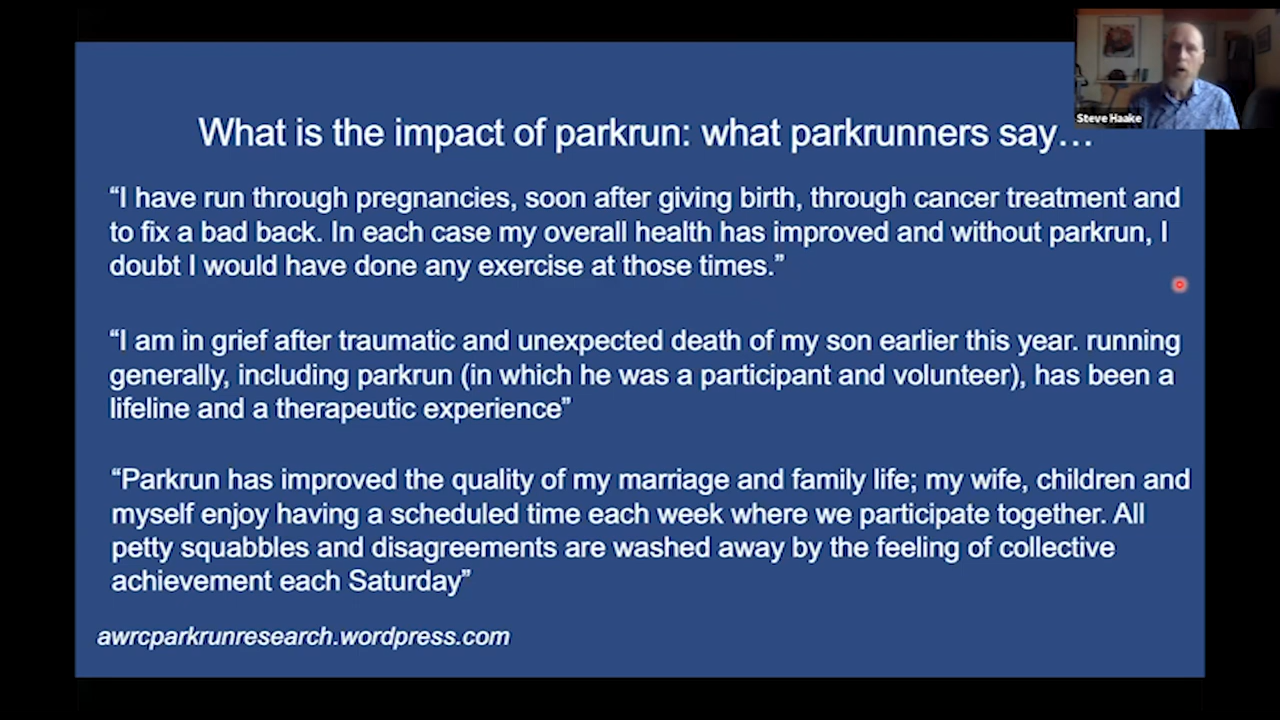 Steve Haake
What is the impact of parkrun: what parkrunners say…
“I have run through pregnancies, soon after giving birth, through cancer treatment and
to fix a bad back. In each case my overall health has improved and without parkrun, I
doubt I would have done any exercise at those times.”
“I am in grief after traumatic and unexpected death of my son earlier this year. running
generally, including parkrun (in which he was a participant and volunteer), has been a
lifeline and a therapeutic experience”
“Parkrun has improved the quality of my marriage and family life; my wife, children and
myself enjoy having a scheduled time each week where we participate together. All
petty squabbles and disagreements are washed away by the feeling of collective
achievement each Saturday”
awrcparkrunresearch.wordpress.com